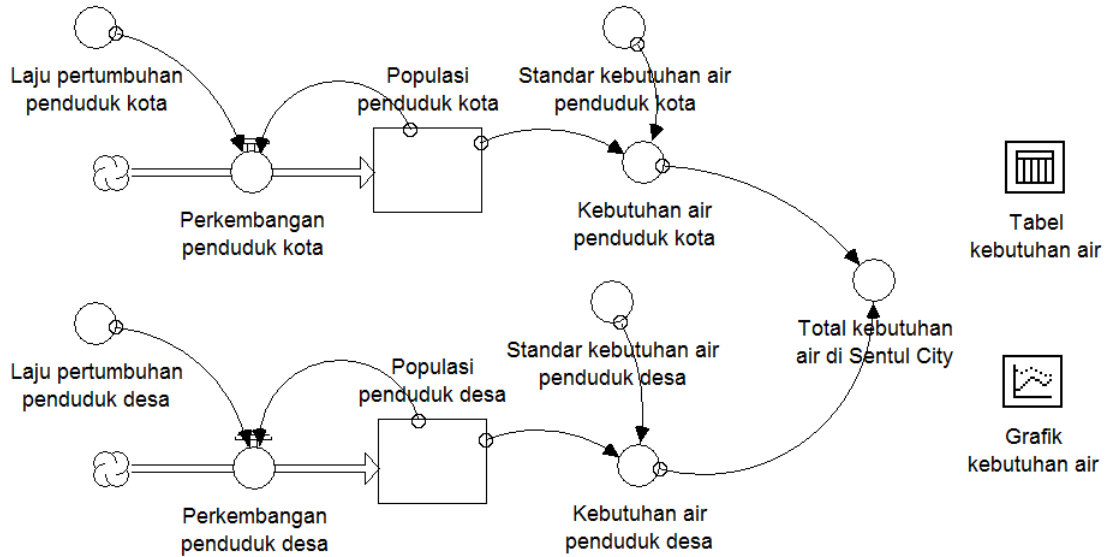 Laju pertumbuhan
penduduk kota
Populasi
penduduk kota
Standar kebutuhan air
penduduk kota
Perkembangan
penduduk kota
Kebutuhan air
penduduk kota
Tabel
kebutuhan air
Laju pertumbuhan
penduduk desa
Populasi
penduduk desa
Standar kebutuhan air
penduduk desa
Total kebutuhan
air di Sentul City
Perkembangan
penduduk desa
Kebutuhan air
penduduk desa
Grafik
kebutuhan air